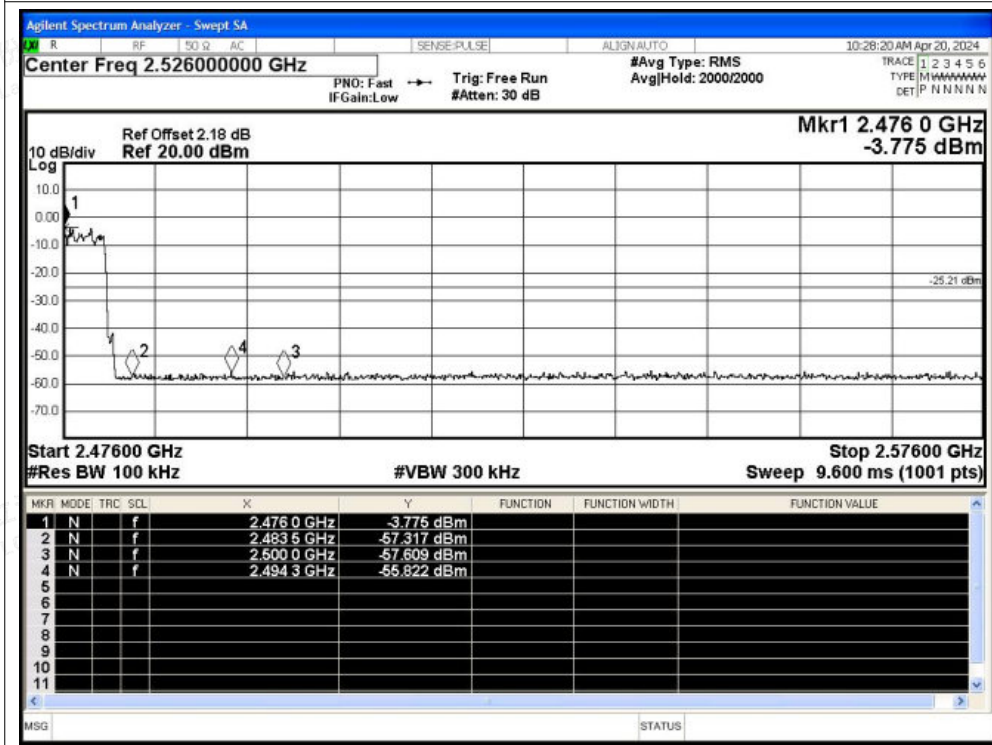 Agilent Spectrum Analyzer - Swept SA
LXI R RF 50 Ω AC SENSE:PULSE ALIGNAUTO 10:28:20 AM Apr 20, 2024
Center Freq 2.526000000 GHz
PNO: Fast
IFGain:Low
Trig: Free Run
#Atten: 30 dB
#Avg Type: RMS
Avg|Hold: 2000/2000
TRACE 1 2 3 4 5 6
TYPE M WWWWW
DET P N N N N N
Mkr1 2.476 0 GHz
-3.775 dBm
Ref Offset 2.18 dB
10 dB/div Ref 20.00 dBm
Log
10.0
1
0.00
-10.0
-20.0
-25.21 dBm
-30.0
-40.0
-50.0
2 4 3
-60.0
-70.0
Start 2.47600 GHz Stop 2.57600 GHz
#Res BW 100 kHz #VBW 300 kHz Sweep 9.600 ms (1001 pts)
MKR MODE TRC SCL X Y FUNCTION FUNCTION WIDTH FUNCTION VALUE
1 N f 2.476 0 GHz -3.775 dBm
2 N f 2.483 5 GHz -57.317 dBm
3 N f 2.500 0 GHz -57.609 dBm
4 N f 2.494 3 GHz -55.822 dBm
5
6
7
8
9
10
11
MSG STATUS